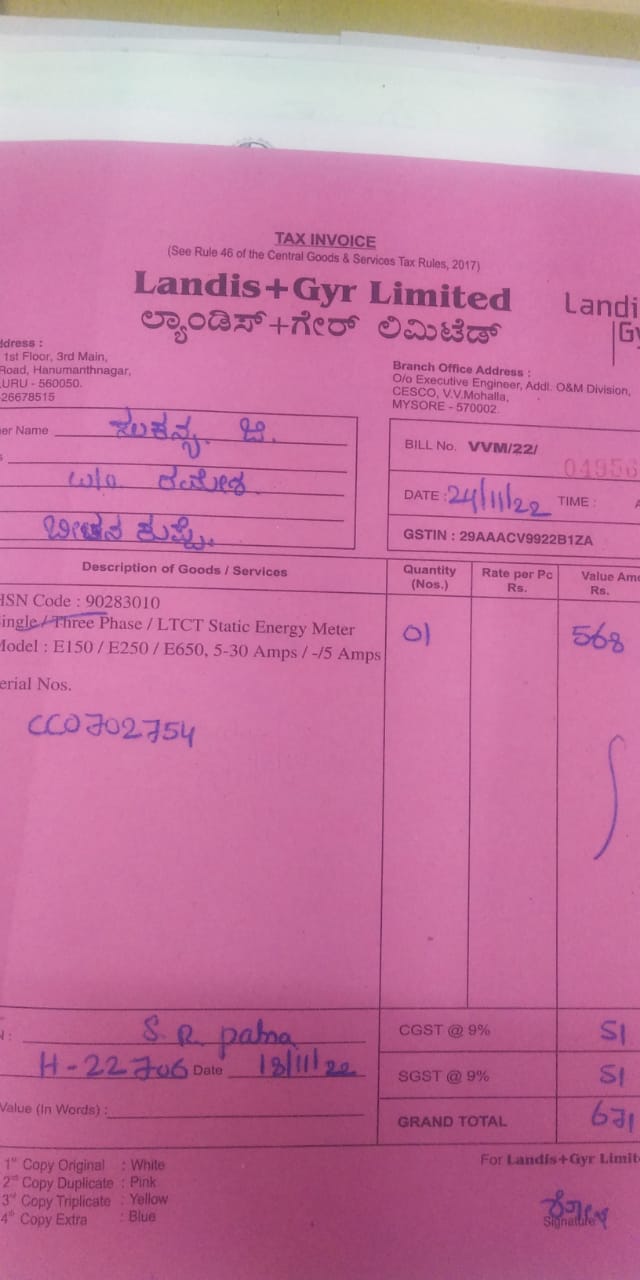 TAX INVOICE
(See Rule 46 of the Central Goods & Services Tax Rules, 2017)
Landis+Gyr Limited
ಲ್ಯಾಂಡಿಸ್+ಗೇರ್ ಲಿಮಿಟೆಡ್
Landi
Gy
ddress :
1st Floor, 3rd Main,
Road, Hanumanthnagar,
URU - 560050.
26678515
Branch Office Address :
O/o Executive Engineer, Addl. O&M Division,
CESCO, V.V.Mohalla,
MYSORE - 570002.
er Name ಸುಕನ್ಯ ಜಿ.
W/o ರಮೇಶ
BILL No. VVM/22/ 04956
DATE : 24/11/22 TIME :
GSTIN : 29AAACV9922B1ZA
Description of Goods / Services
Quantity (Nos.)
Rate per Pc Rs.
Value Am Rs.
HSN Code : 90283010
ingle / Three Phase / LTCT Static Energy Meter
Model : E150 / E250 / E650, 5-30 Amps / -/5 Amps
01
568
erial Nos.
CC0702754
S. R. patna
H-22706 Date 18/11/22
Value (In Words) :
CGST @ 9% 51
SGST @ 9% 51
GRAND TOTAL 671
1st Copy Original : White
2nd Copy Duplicate : Pink
3rd Copy Triplicate : Yellow
4th Copy Extra : Blue
For Landis+Gyr Limit
Signature